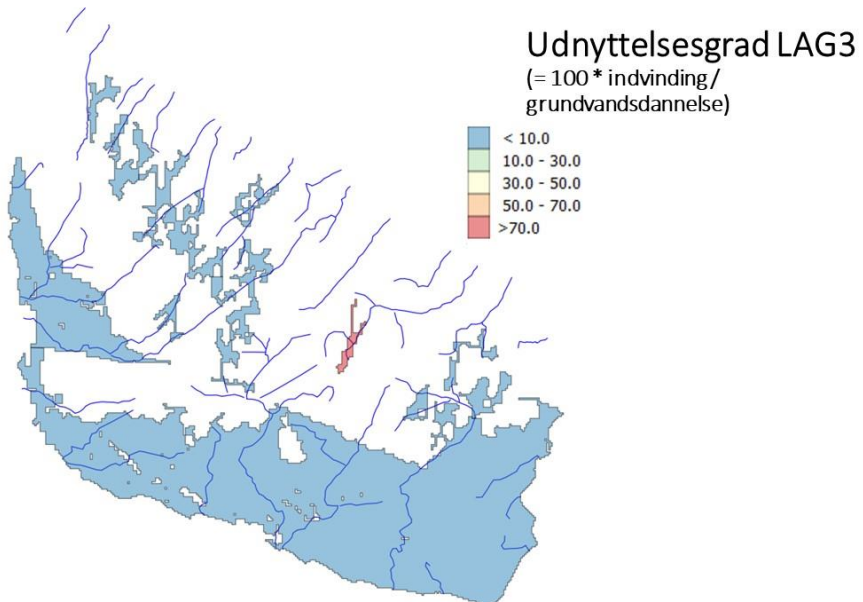 Udnyttelsesgrad LAG3
(= 100 * indvinding/
grundvandsdannelse)
< 10.0
10.0 - 30.0
30.0 - 50.0
50.0 - 70.0
>70.0